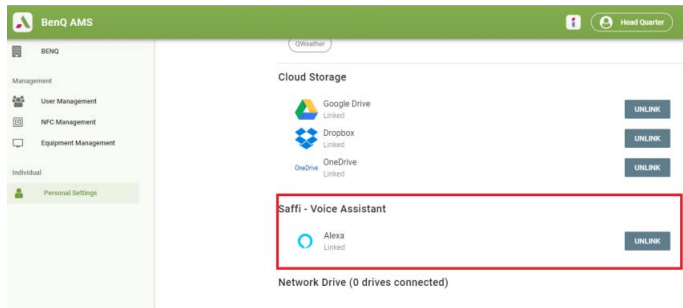 BenQ AMS
Head Quarter
BENQ
Management
User Management
NFC Management
Equipment Management
Individual
Personal Settings
QWeather
Cloud Storage
Google Drive
Linked
UNLINK
Dropbox
Linked
UNLINK
OneDrive
OneDrive
Linked
UNLINK
Saffi - Voice Assistant
Alexa
Linked
UNLINK
Network Drive (0 drives connected)